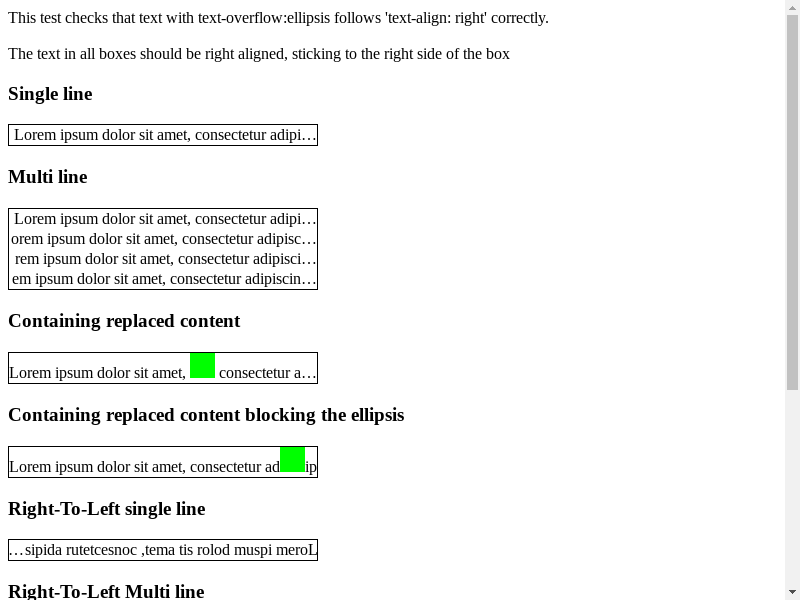 This test checks that text with text-overflow:ellipsis follows 'text-align: right' correctly.
The text in all boxes should be right aligned, sticking to the right side of the box
Single line
Lorem ipsum dolor sit amet, consectetur adipi…
Multi line
Lorem ipsum dolor sit amet, consectetur adipi…
orem ipsum dolor sit amet, consectetur adipisc…
rem ipsum dolor sit amet, consectetur adipisci…
em ipsum dolor sit amet, consectetur adipiscin…
Containing replaced content
Lorem ipsum dolor sit amet, consectetur a…
Containing replaced content blocking the ellipsis
Lorem ipsum dolor sit amet, consectetur ad ip
Right-To-Left single line
…sipida rutetcesnoc ,tema tis rolod muspi meroL
Right-To-Left Multi line